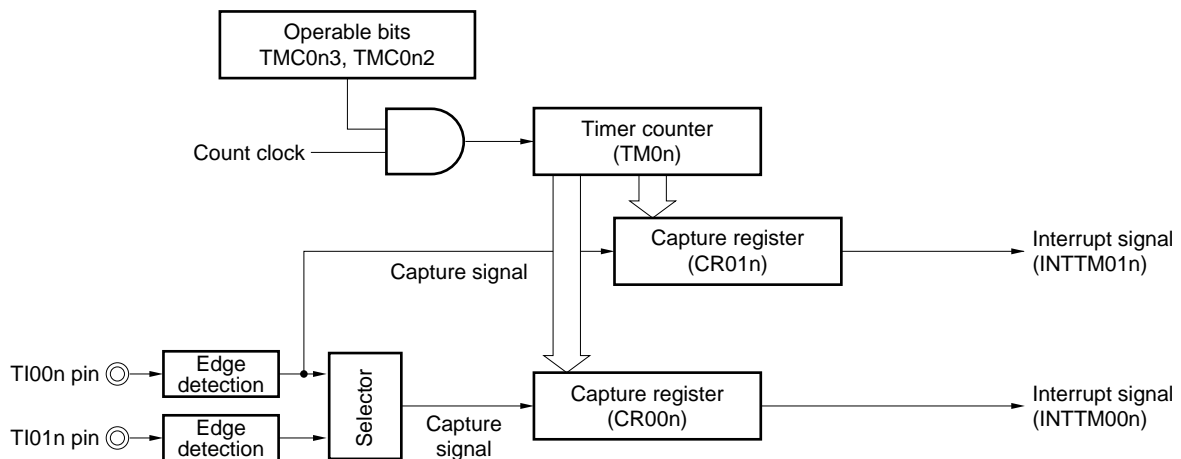 Operable bits
TMC0n3, TMC0n2
Count clock
Timer counter
(TM0n)
Capture register
(CR01n)
Interrupt signal
(INTTM01n)
Capture signal
TI00n pin
Edge
detection
Selector
Capture register
(CR00n)
Interrupt signal
(INTTM00n)
TI01n pin
Edge
detection
Capture
signal